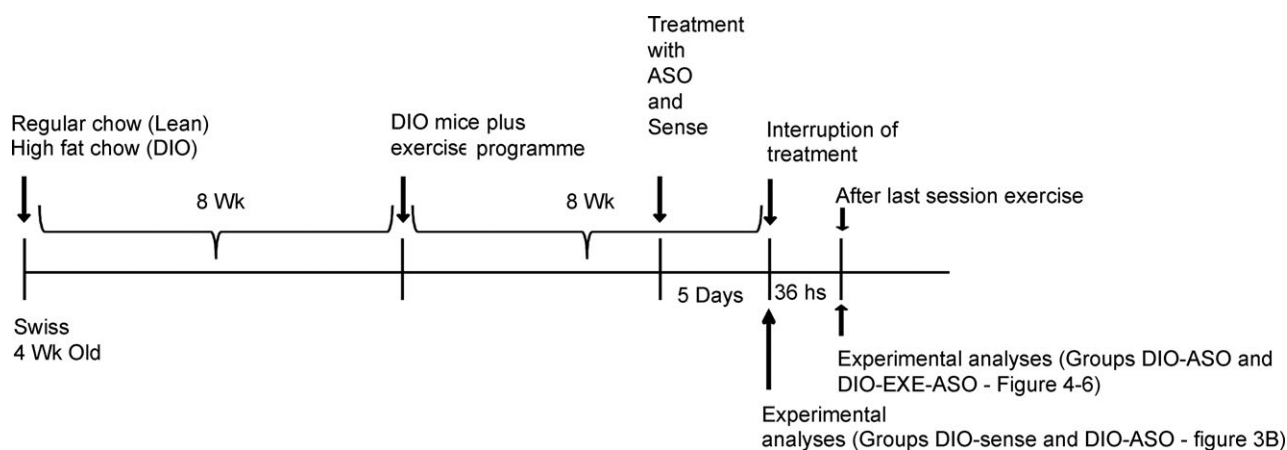 Treatment
with
ASO
and
Sense
Regular chow (Lean)
High fat chow (DIO)
DIO mice plus
exercise programme
Interruption of
treatment
8 Wk
8 Wk
After last session exercise
5 Days
36 hs
Swiss
4 Wk Old
Experimental analyses (Groups DIO-ASO and
DIO-EXE-ASO - Figure 4-6)
Experimental
analyses (Groups DIO-sense and DIO-ASO - figure 3B)